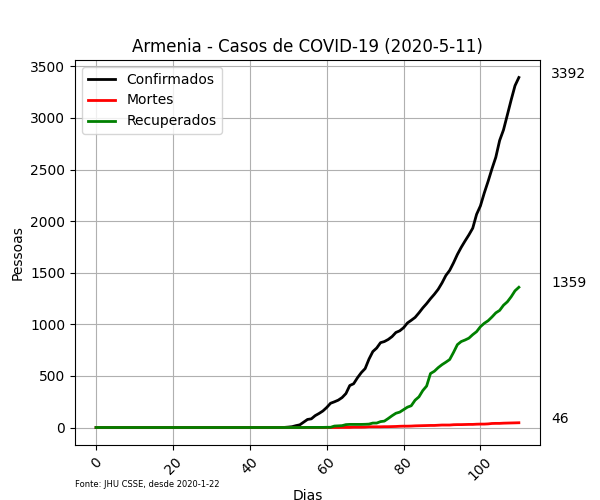 Armenia - Casos de COVID-19 (2020-5-11)
Confirmados
Mortes
Recuperados
3500
3000
2500
2000
1500
1000
500
0
Pessoas
3392
1359
46
0
20
40
60
80
100
Fonte: JHU CSSE, desde 2020-1-22
Dias